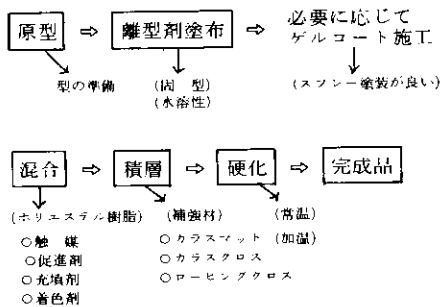 原型 ⇨ 離型剤塗布 ⇨ 必要に応じて
ゲルコート施工
型の準備
(固 型)
(水溶性)
(スプレー塗装が良い)
混合 ⇨ 積層 ⇨ 硬化 ⇨ 完成品
(ポリエステル樹脂)
(補強材)
(常温)
(加温)
○触 媒
○促進剤
○充填剤
○着色剤
○カラスマット
○カラスクロス
○ロービングクロス